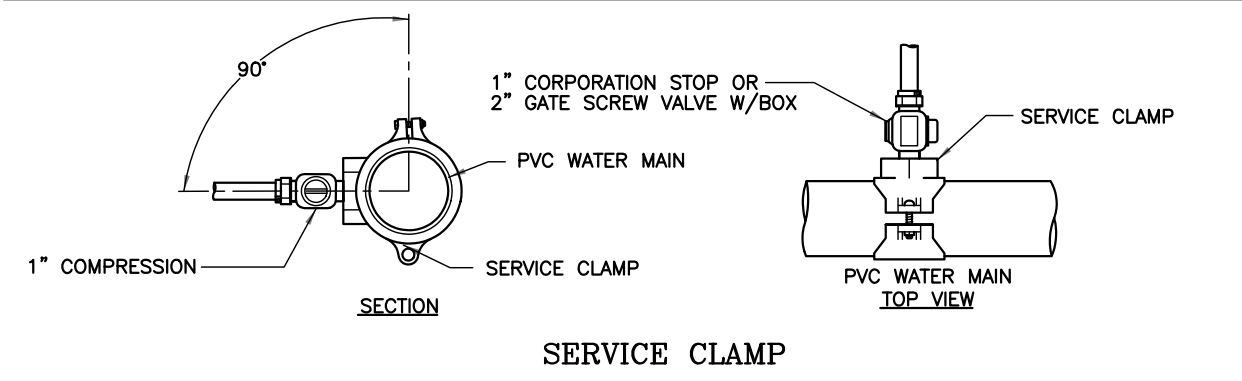 90°
1” CORPORATION STOP OR
2” GATE SCREW VALVE W/BOX
SERVICE CLAMP
PVC WATER MAIN
1” COMPRESSION
SERVICE CLAMP
SECTION
PVC WATER MAIN
TOP VIEW
SERVICE CLAMP